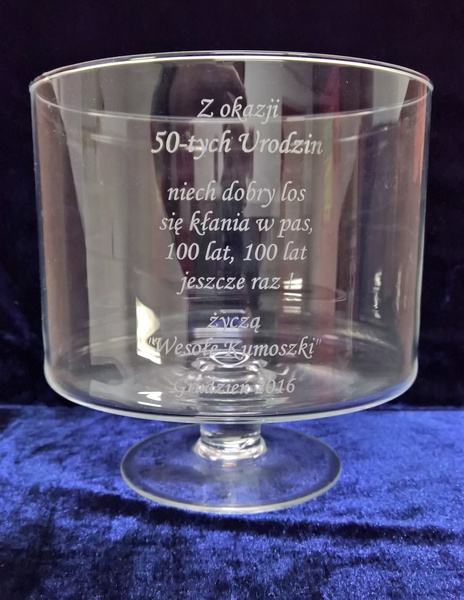 Z okazji
50-tych Urodzin
niech dobry los
się kłania w pas,
100 lat, 100 lat
jeszcze raz !
życzą
"Wesołe Kumoszki"
Grudzień 2016